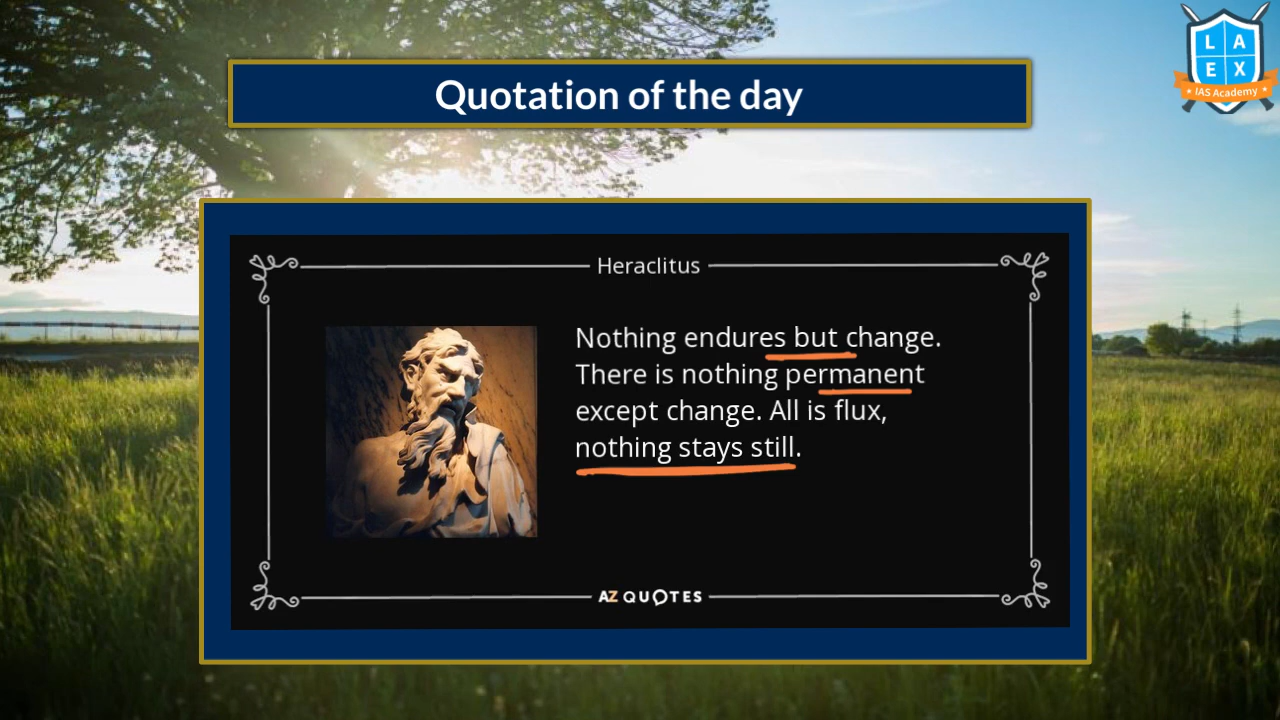 L A
E X
IAS Academy
Quotation of the day
Heraclitus
Nothing endures but change.
There is nothing permanent
except change. All is flux,
nothing stays still.
AZ QUOTES